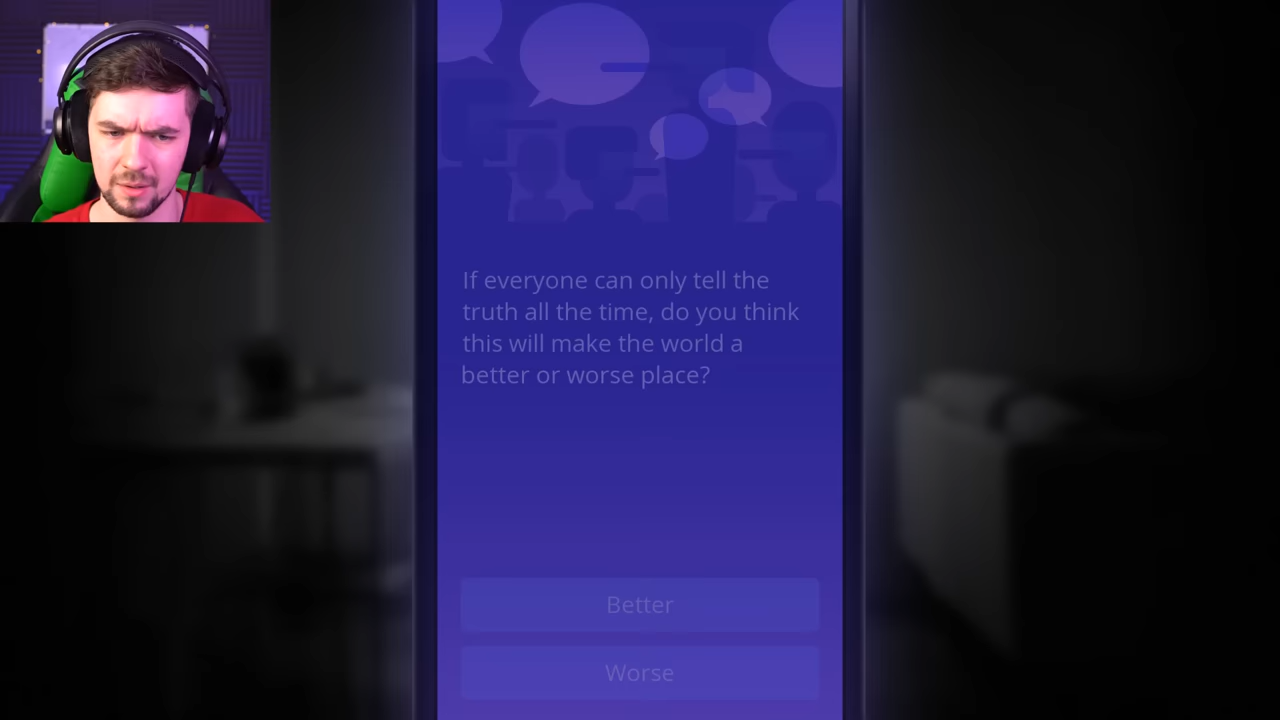 If everyone can only tell the
truth all the time, do you think
this will make the world a
better or worse place?
Better
Worse